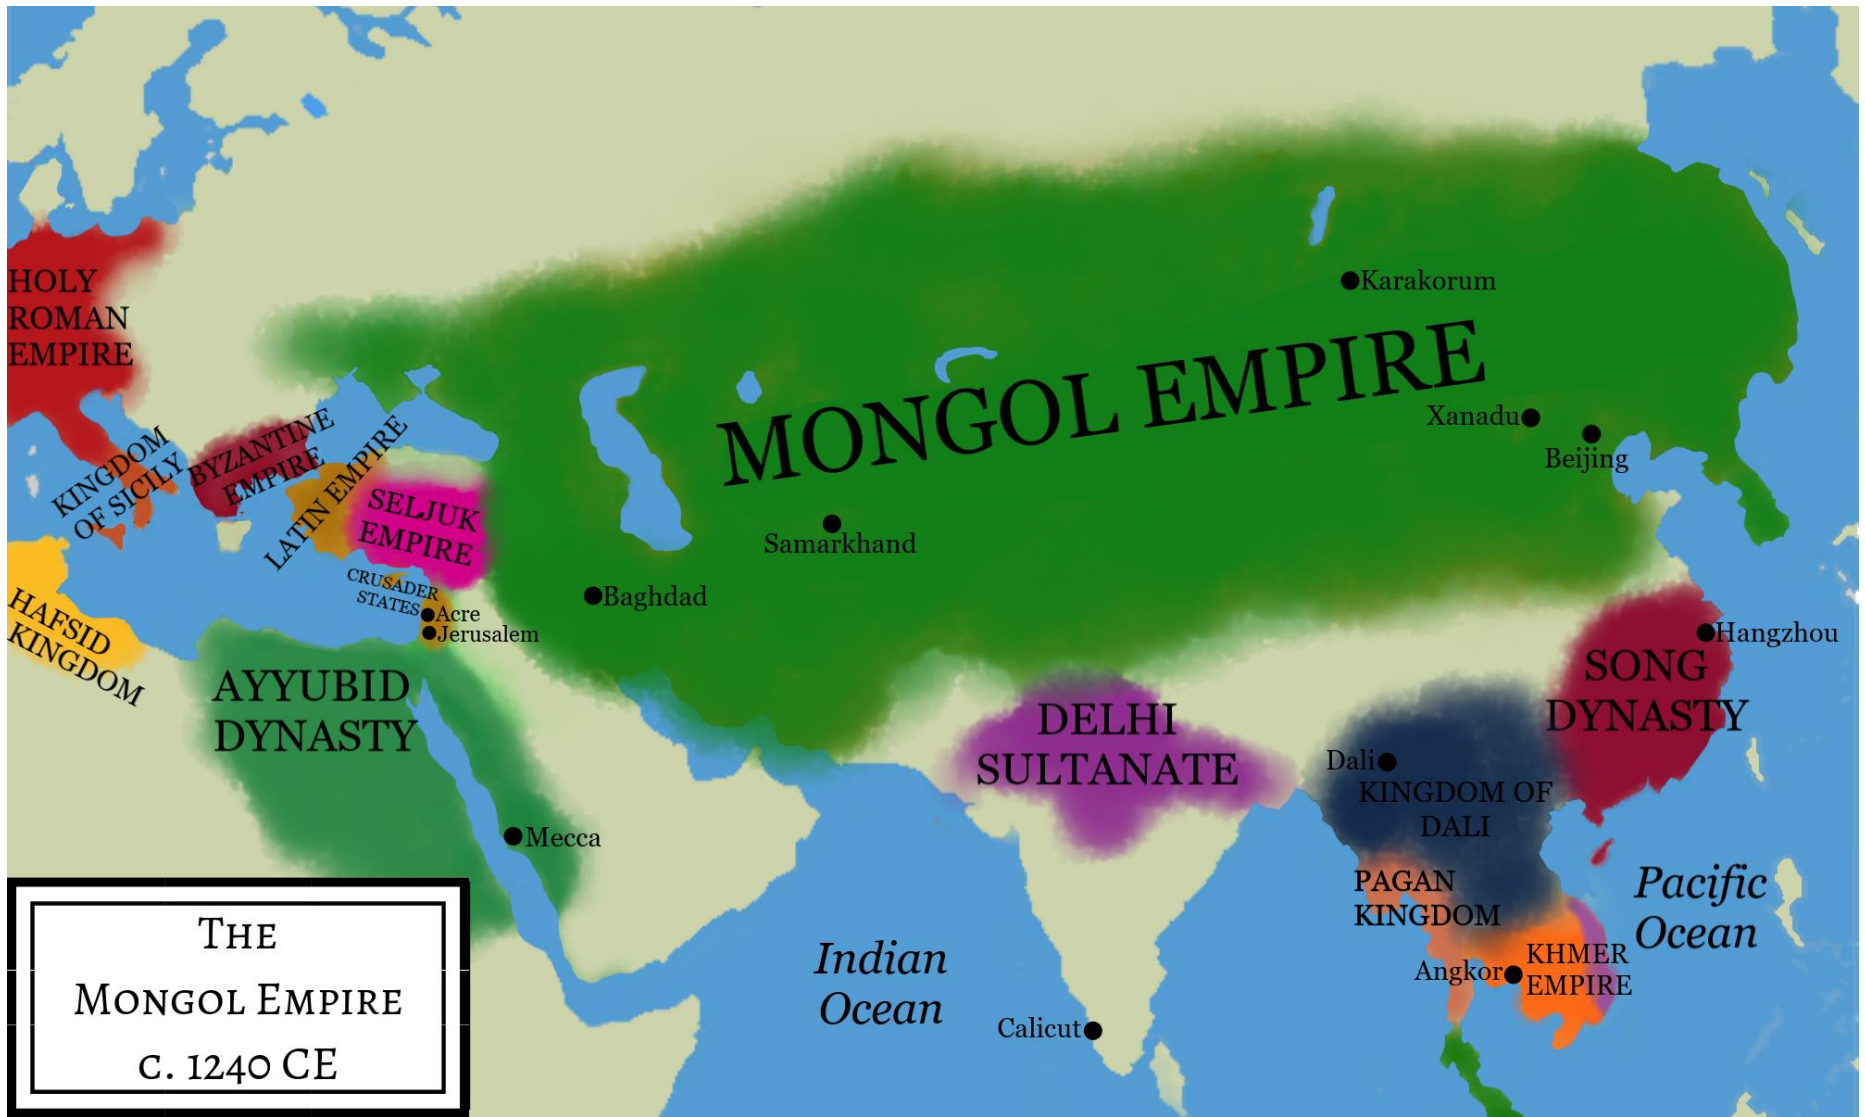 HOLY
ROMAN
EMPIRE
KINGDOM
OF SICILY
BYZANTINE
EMPIRE
LATIN EMPIRE
SELJUK
EMPIRE
CRUSADER
STATES
Acre
Jerusalem
HAFSID
KINGDOM
AYYUBID
DYNASTY
Mecca
MONGOL EMPIRE
Karakorum
Xanadu
Beijing
Samarkhand
Baghdad
Hangzhou
SONG
DYNASTY
DELHI
SULTANATE
Dali
KINGDOM OF
DALI
PAGAN
KINGDOM
Angkor
KHMER
EMPIRE
Pacific
Ocean
Indian
Ocean
Calicut
The
Mongol Empire
c. 1240 CE